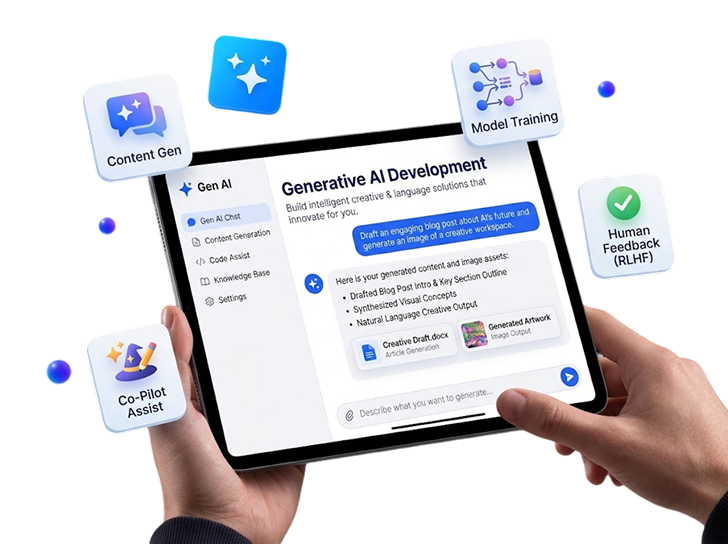 Content Gen
Model Training
Human
Feedback
(RLHF)
Co-Pilot
Assist
Gen AI
Gen AI Chst
Content Generation
Code Assist
Knowledge Base
Settings
Generative AI Development
Build intelligent creative & language solutions that
innovate for you.
Draft an engaging blog post about AI's future and
generate an image of a creative workspace.
Here is your generated content and image assets:
• Drafted Blog Post Intro & Key Section Outline
• Synthesized Visual Concepts
• Natural Language Creative Output
Creative Draft.docx
Article Generation
Generated Artwork
Image Output
Describe what you want to generate...